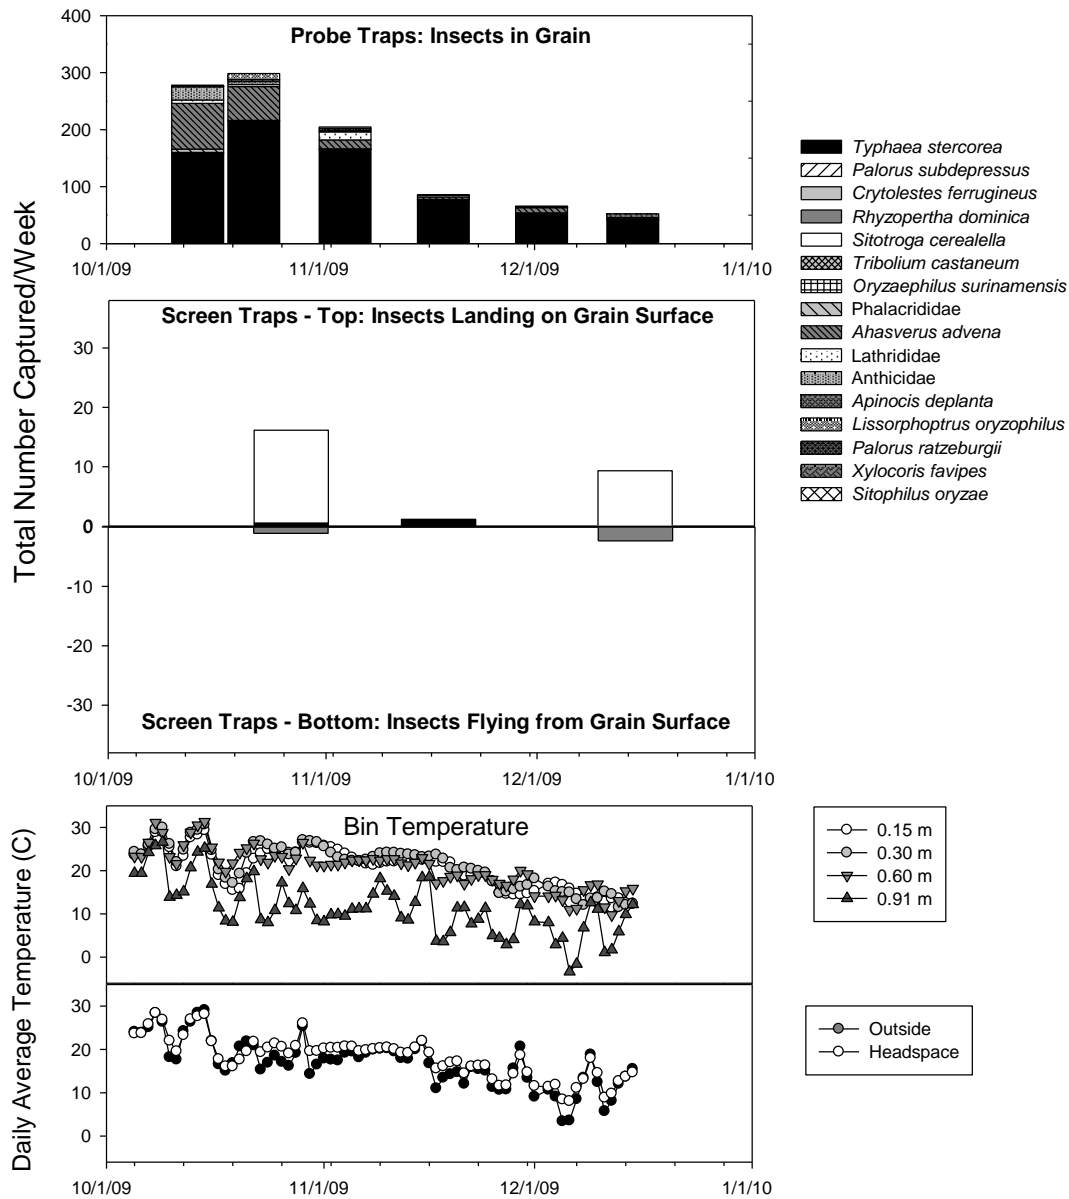 Total Number Captured/Week
Probe Traps: Insects in Grain
400
300
200
100
0
10/1/09 11/1/09 12/1/09 1/1/10
Typhaea stercorea
Palorus subdepressus
Crytolestes ferrugineus
Rhyzopertha dominica
Sitotroga cerealella
Tribolium castaneum
Oryzaephilus surinamensis
Phalacrididae
Ahasverus advena
Lathrididae
Anthicidae
Apinocis deplanta
Lissorphoptrus oryzophilus
Palorus ratzeburgii
Xylocoris favipes
Sitophilus oryzae
Screen Traps - Top: Insects Landing on Grain Surface
30
20
10
0
-10
-20
-30
Screen Traps - Bottom: Insects Flying from Grain Surface
10/1/09 11/1/09 12/1/09 1/1/10
Daily Average Temperature (C)
Bin Temperature
30
20
10
0
0.15 m
0.30 m
0.60 m
0.91 m
30
20
10
0
Outside
Headspace
10/1/09 11/1/09 12/1/09 1/1/10